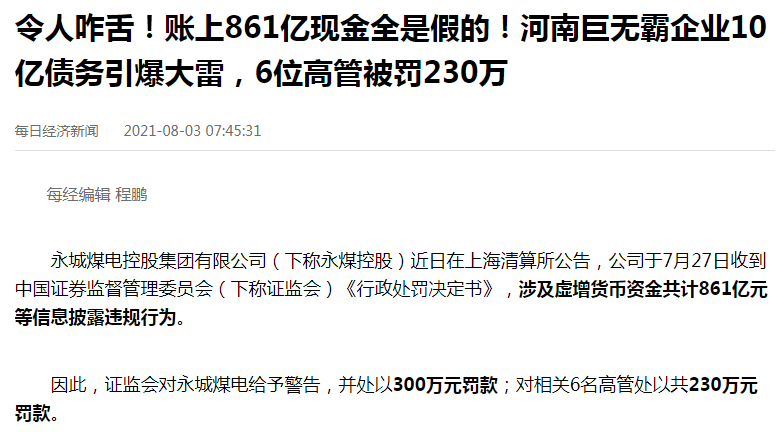 令人咋舌！账上861亿现金全是假的！河南巨无霸企业10
亿债务引爆大雷，6位高管被罚230万
每日经济新闻 2021-08-03 07:45:31
每经编辑 程鹏
永城煤电控股集团有限公司（下称永煤控股）近日在上海清算所公告，公司于7月27日收到
中国证券监督管理委员会（下称证监会）《行政处罚决定书》，涉及虚增货币资金共计861亿元
等信息披露违规行为。
因此，证监会对永城煤电给予警告，并处以300万元罚款；对相关6名高管处以共230万元
罚款。